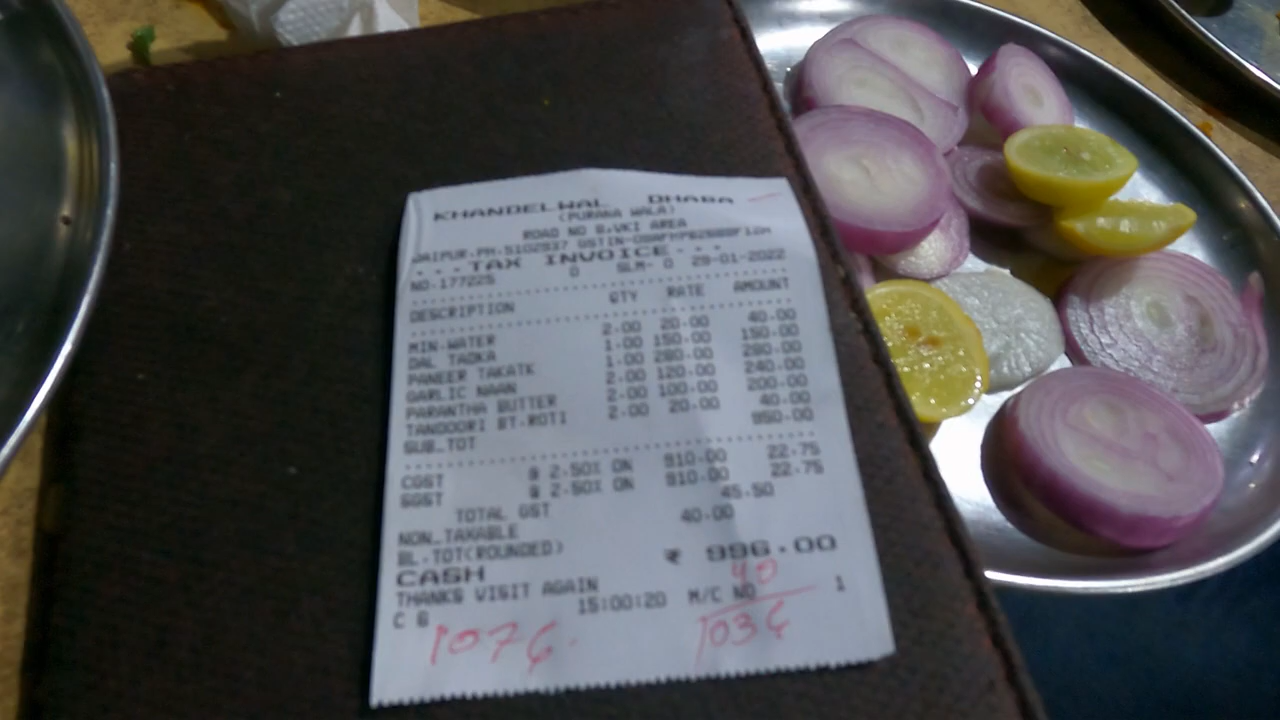 KHANDELWAL DHABA
(PURANA WALA)
ROAD NO 8,VKI AREA
JAIPUR.PH.5102937 GSTIN-
- - -TAX INVOICE- - -
NO-177225 0 SLM- 0 29-01-2022
DESCRIPTION QTY RATE AMOUNT
MIN.WATER 2.00 20.00 40.00
DAL TADKA 1.00 150.00 150.00
PANEER TAKATK 1.00 280.00 280.00
GARLIC NAAN 2.00 120.00 240.00
PARANTHA BUTTER 2.00 100.00 200.00
TANDOORI BT.ROTI 2.00 20.00 40.00
SUB_TOT 950.00
CGST @ 2.50% ON 910.00 22.75
SGST @ 2.50% ON 910.00 22.75
TOTAL GST 45.50
NON_TAXABLE 40.00
BL.TOT(ROUNDED)
CASH ₹ 996.00
THANKS VISIT AGAIN 40
C 6 15:00:20 M/C NO 1
1076. 1036